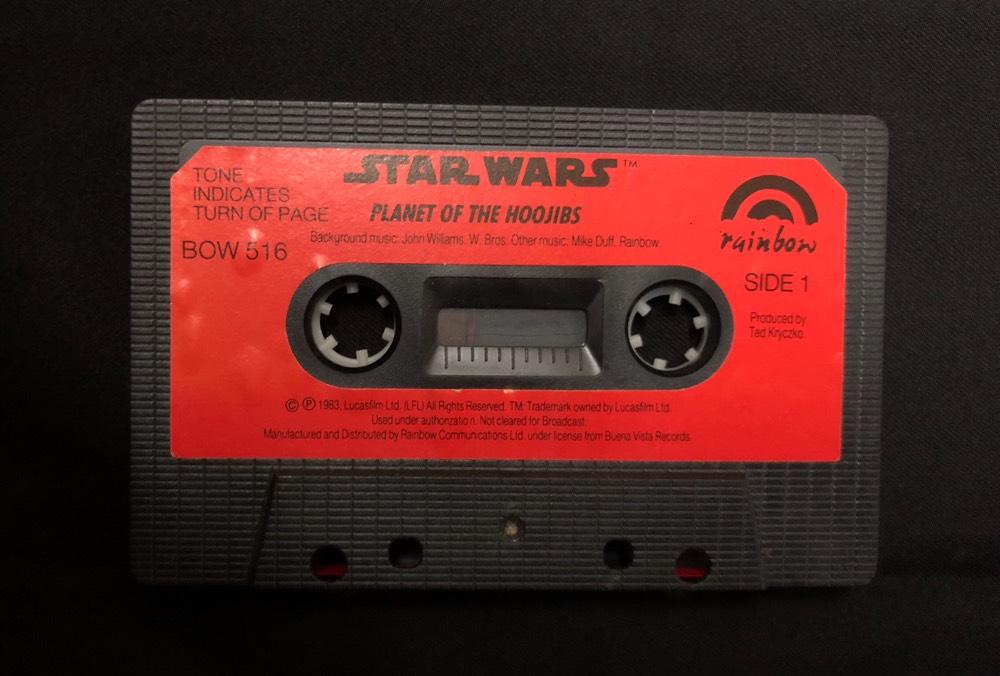 STAR WARS™
PLANET OF THE HOOJIBS
Background music: John Williams. W. Bros. Other music: Mike Duff. Rainbow.
TONE
INDICATES
TURN OF PAGE
BOW 516
rainbow
SIDE 1
Produced by
Ted Kryczko.
© ℗ 1983, Lucasfilm Ltd. (LFL) All Rights Reserved. TM: Trademark owned by Lucasfilm Ltd.
Used under authorization. Not cleared for Broadcast.
Manufactured and Distributed by Rainbow Communications Ltd. under license from Buena Vista Records.